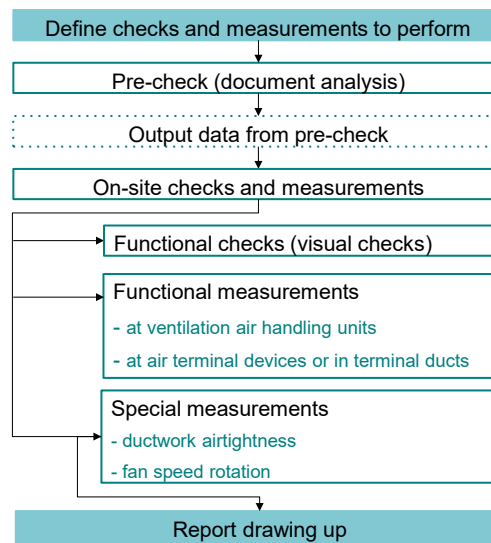 Define checks and measurements to perform
Pre-check (document analysis)
Output data from pre-check
On-site checks and measurements
Functional checks (visual checks)
Functional measurements
- at ventilation air handling units
- at air terminal devices or in terminal ducts
Special measurements
- ductwork airtightness
- fan speed rotation
Report drawing up